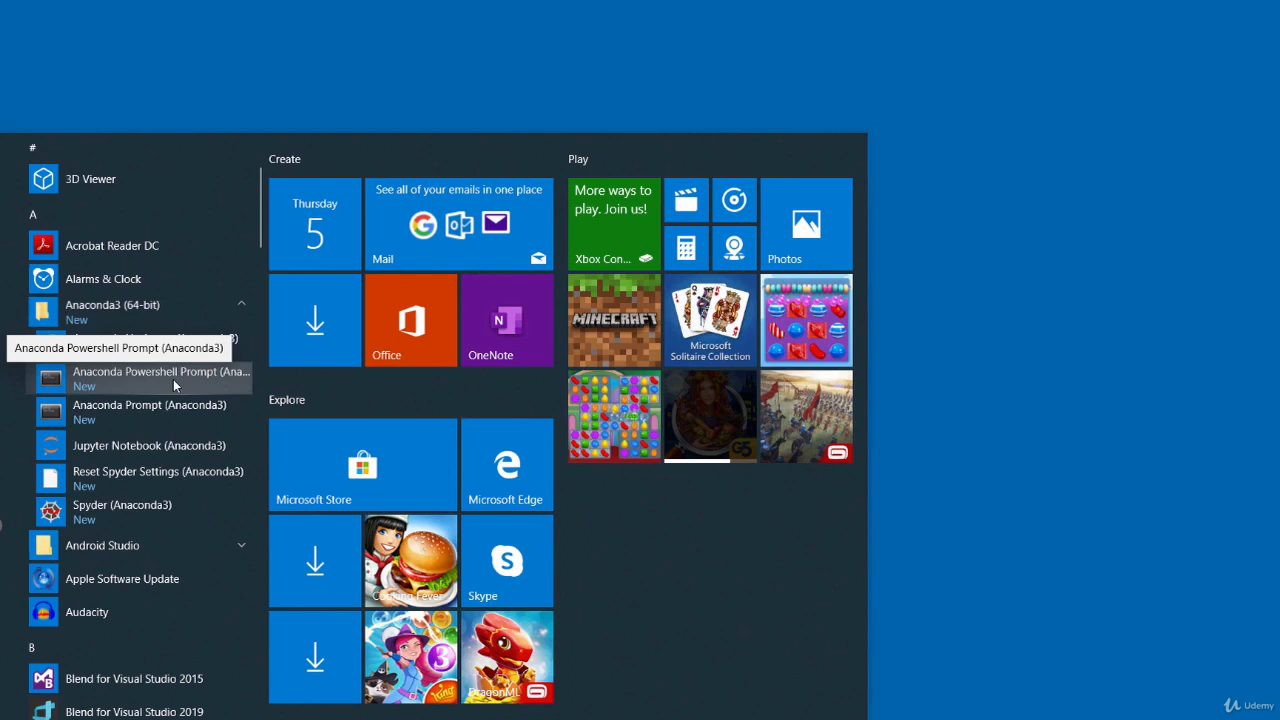 #
3D Viewer
A
Acrobat Reader DC
Alarms & Clock
Anaconda3 (64-bit)
New
Anaconda Powershell Prompt (Anaconda3)
Anaconda Powershell Prompt (Ana...
New
Anaconda Prompt (Anaconda3)
New
Jupyter Notebook (Anaconda3)
Reset Spyder Settings (Anaconda3)
New
Spyder (Anaconda3)
New
Android Studio
Apple Software Update
Audacity
B
Blend for Visual Studio 2015
Blend for Visual Studio 2019
Create
Thursday
5
See all of your emails in one place
Mail
Office
OneNote
Explore
Microsoft Store
Microsoft Edge
Cooking Fever
Skype
3
King
DragonML
Play
More ways to
play. Join us!
Xbox Con...
Photos
MINECRAFT
Microsoft
Solitaire Collection
G5
Udemy